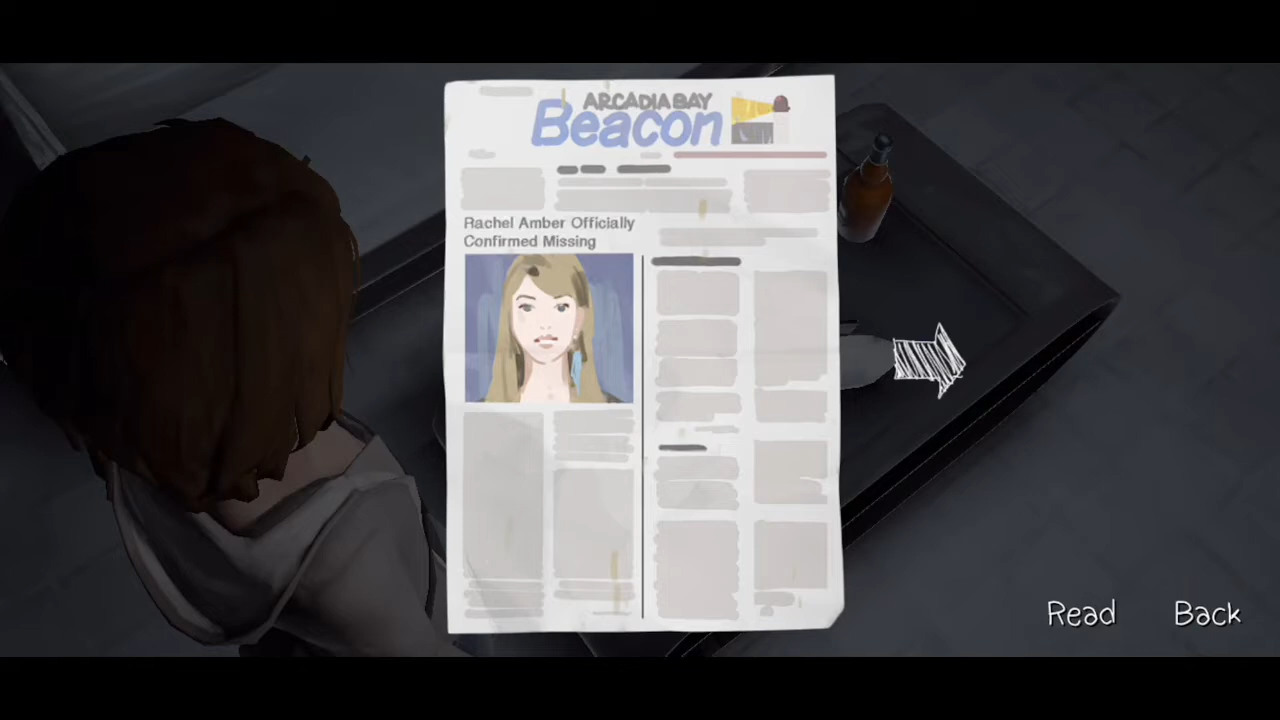 ARCADIA BAY
Beacon
Rachel Amber Officially
Confirmed Missing
Read
Back